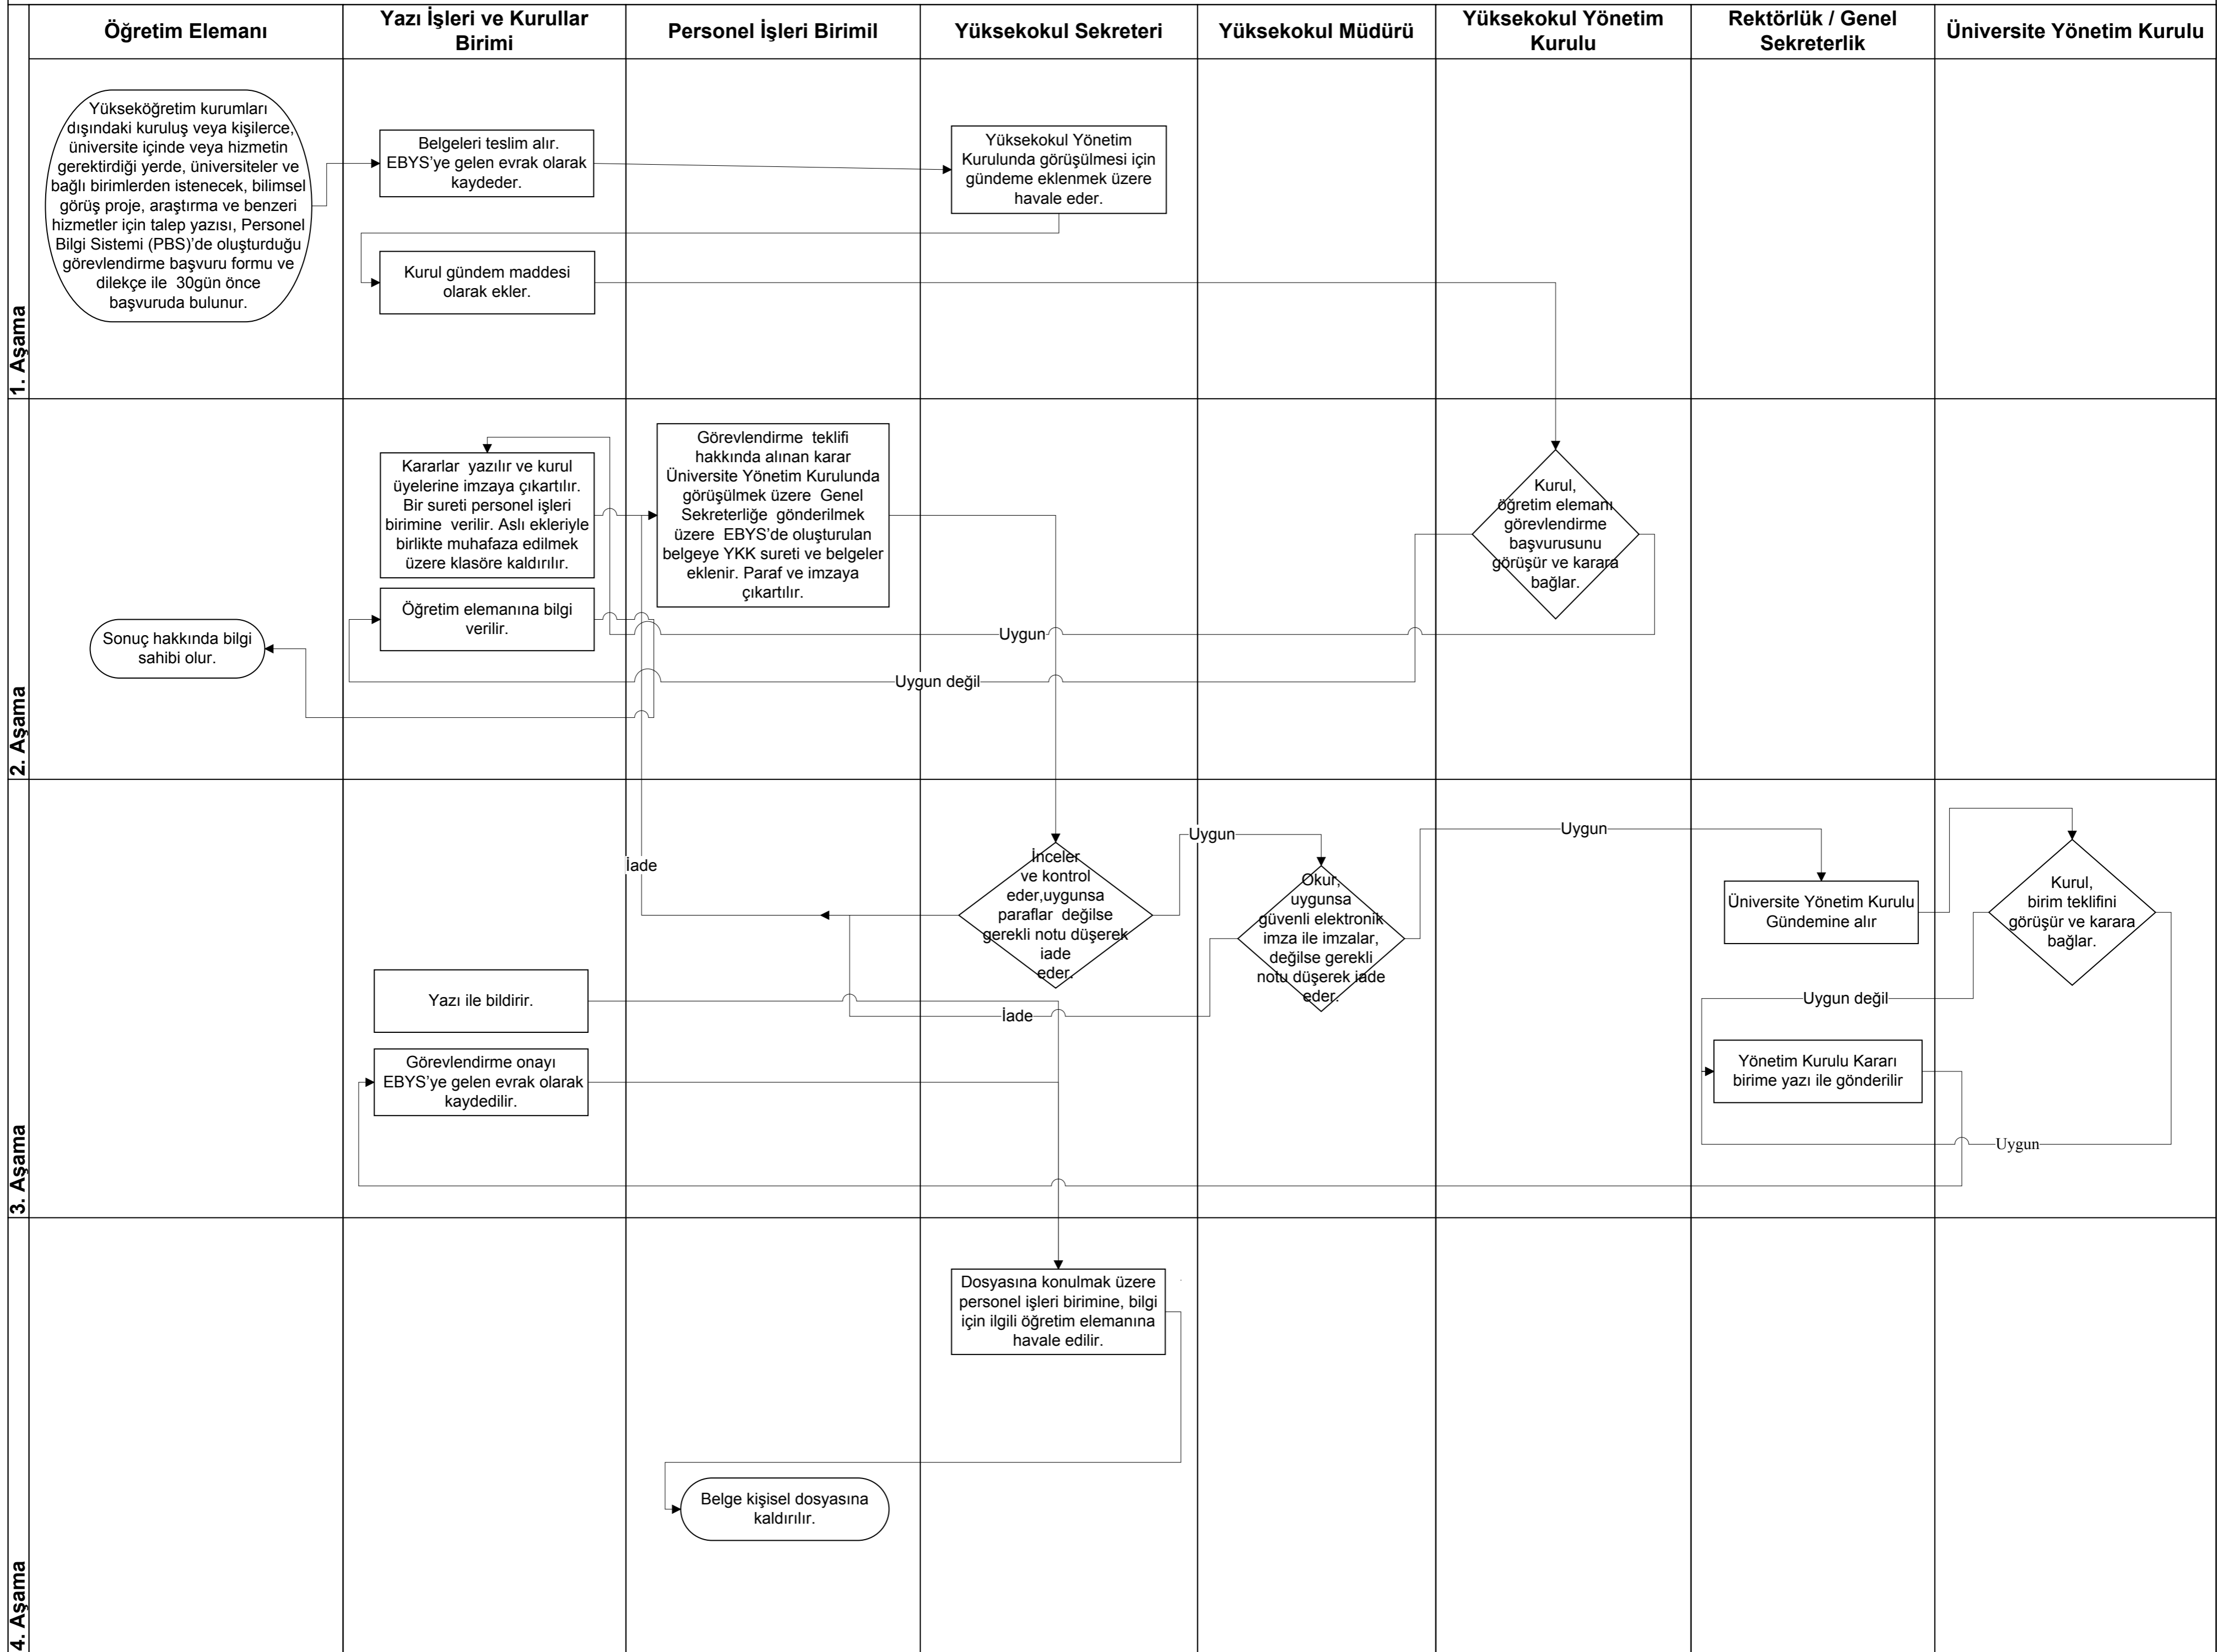 Öğretim Elemanı
Yazı İşleri ve Kurullar
Birimi
Personel İşleri Birimil
Yüksekokul Sekreteri
Yüksekokul Müdürü
Yüksekokul Yönetim
Kurulu
Rektörlük / Genel
Sekreterlik
Üniversite Yönetim Kurulu
1. Aşama
Yükseköğretim kurumları
dışındaki kuruluş veya kişilerce,
üniversite içinde veya hizmetin
gerektirdiği yerde, üniversiteler ve
bağlı birimlerden istenecek, bilimsel
görüş proje, araştırma ve benzeri
hizmetler için talep yazısı, Personel
Bilgi Sistemi (PBS)'de oluşturduğu
görevlendirme başvuru formu ve
dilekçe ile  30gün önce
başvuruda bulunur.
Belgeleri teslim alır.
EBYS'ye gelen evrak olarak
kaydeder.
Yüksekokul Yönetim
Kurulunda görüşülmesi için
gündeme eklenmek üzere
havale eder.
Kurul gündem maddesi
olarak ekler.
2. Aşama
Kararlar  yazılır ve kurul
üyelerine imzaya çıkartılır.
Bir sureti personel işleri
birimine  verilir. Aslı ekleriyle
birlikte muhafaza edilmek
üzere klasöre kaldırılır.
Görevlendirme  teklifi
hakkında alınan karar
Üniversite Yönetim Kurulunda
görüşülmek üzere  Genel
Sekreterliğe  gönderilmek
üzere  EBYS'de oluşturulan
belgeye YKK sureti ve belgeler
eklenir. Paraf ve imzaya
çıkartılır.
Kurul,
öğretim elemanı
görevlendirme
başvurusunu
görüşür ve karara
bağlar.
Öğretim elemanına bilgi
verilir.
Sonuç hakkında bilgi
sahibi olur.
Uygun
Uygun değil
3. Aşama
İade
İnceler
ve kontrol
eder,uygunsa
paraflar  değilse
gerekli notu düşerek
iade
eder.
Uygun
Okur,
uygunsa
güvenli elektronik
imza ile imzalar,
değilse gerekli
notu düşerek iade
eder.
Uygun
Üniversite Yönetim Kurulu
Gündemine alır
Kurul,
birim teklifini
görüşür ve karara
bağlar.
Yazı ile bildirir.
İade
Uygun değil
Görevlendirme onayı
EBYS'ye gelen evrak olarak
kaydedilir.
Yönetim Kurulu Kararı
birime yazı ile gönderilir
Uygun
4. Aşama
Dosyasına konulmak üzere
personel işleri birimine, bilgi
için ilgili öğretim elemanına
havale edilir.
Belge kişisel dosyasına
kaldırılır.